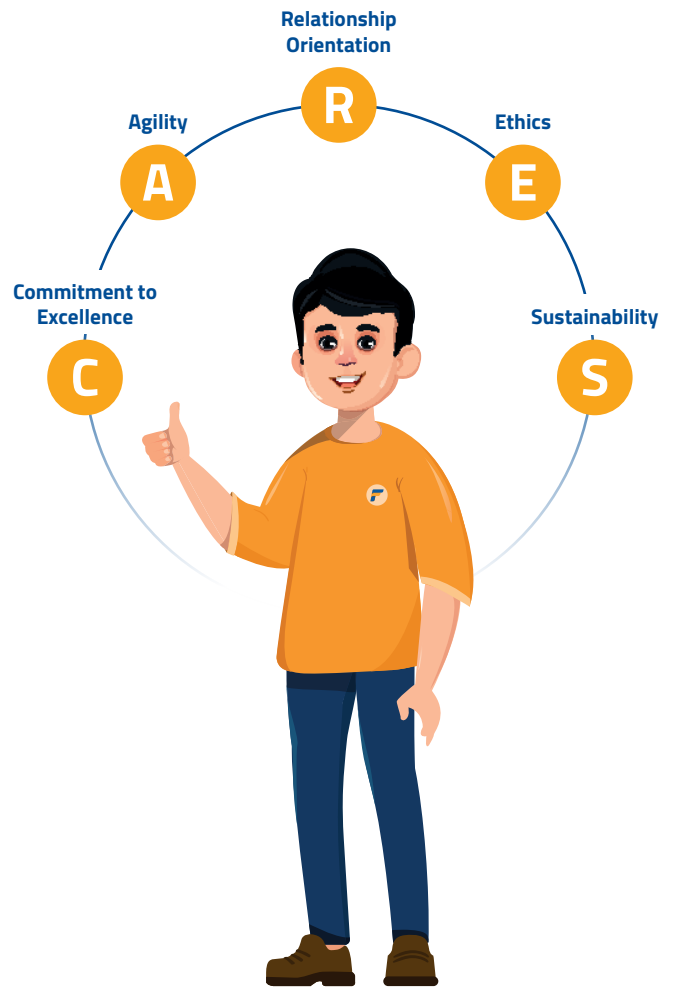 Relationship
Orientation
R
Agility
A
Ethics
E
Commitment to
Excellence
C
Sustainability
S
F